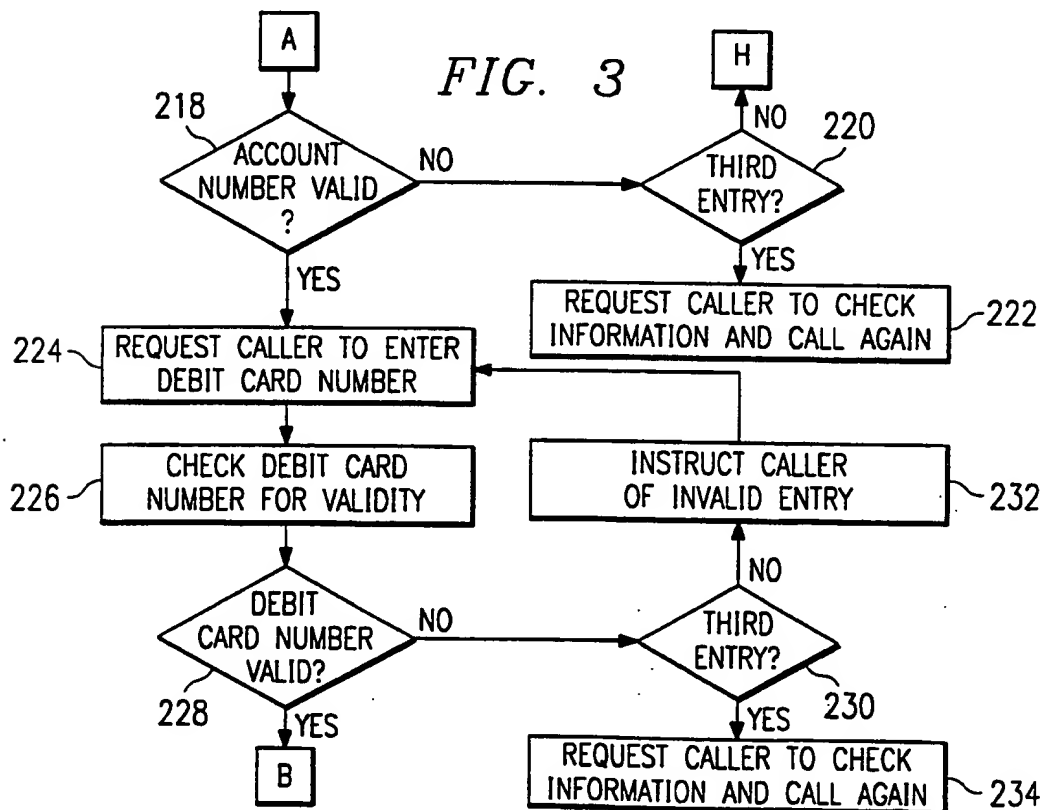 A
FIG. 3
H
218
ACCOUNT
NUMBER VALID
?
NO
NO
220
THIRD
ENTRY?
YES
YES
REQUEST CALLER TO CHECK
INFORMATION AND CALL AGAIN
222
224
REQUEST CALLER TO ENTER
DEBIT CARD NUMBER
226
CHECK DEBIT CARD
NUMBER FOR VALIDITY
INSTRUCT CALLER
OF INVALID ENTRY
232
NO
DEBIT
CARD NUMBER
VALID?
NO
THIRD
ENTRY?
228
230
YES
YES
B
REQUEST CALLER TO CHECK
INFORMATION AND CALL AGAIN
234